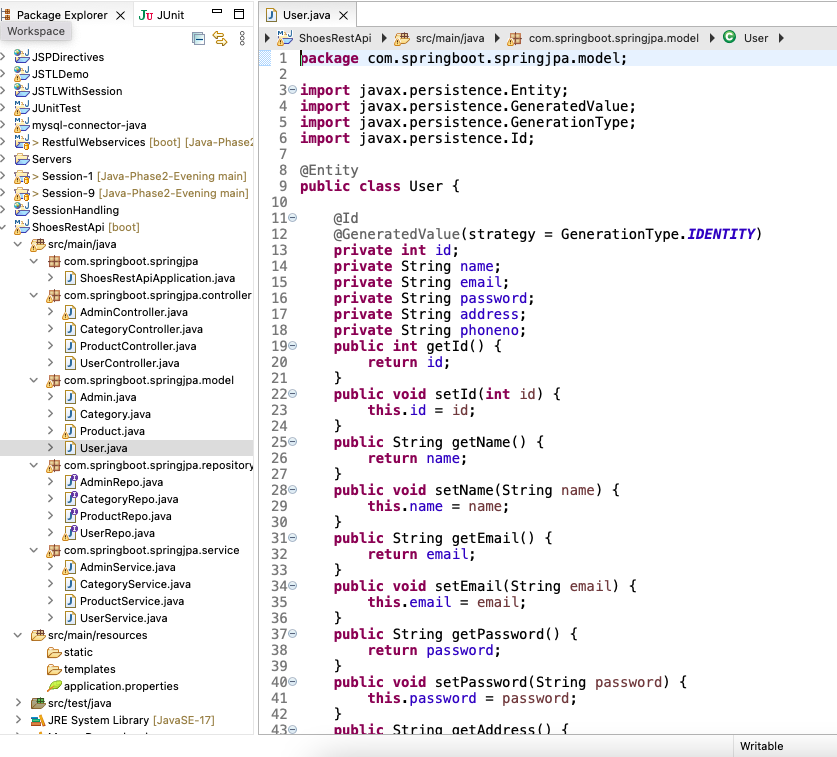 Package Explorer
JUnit
Workspace
JSPDirectives
JSTLDemo
JSTLWithSession
JUnitTest
mysql-connector-java
> RestfulWebservices [boot] [Java-Phase2
Servers
> Session-1 [Java-Phase2-Evening main]
> Session-9 [Java-Phase2-Evening main]
SessionHandling
ShoesRestApi [boot]
src/main/java
com.springboot.springjpa
ShoesRestApiApplication.java
com.springboot.springjpa.controller
AdminController.java
CategoryController.java
ProductController.java
UserController.java
com.springboot.springjpa.model
Admin.java
Category.java
Product.java
User.java
com.springboot.springjpa.repository
AdminRepo.java
CategoryRepo.java
ProductRepo.java
UserRepo.java
com.springboot.springjpa.service
AdminService.java
CategoryService.java
ProductService.java
UserService.java
src/main/resources
static
templates
application.properties
src/test/java
JRE System Library [JavaSE-17]
User.java
ShoesRestApi src/main/java com.springboot.springjpa.model User
1 package com.springboot.springjpa.model;
2
3 import javax.persistence.Entity;
4 import javax.persistence.GeneratedValue;
5 import javax.persistence.GenerationType;
6 import javax.persistence.Id;
7
8 @Entity
9 public class User {
10
11 @Id
12 @GeneratedValue(strategy = GenerationType.IDENTITY)
13 private int id;
14 private String name;
15 private String email;
16 private String password;
17 private String address;
18 private String phoneno;
19 public int getId() {
20 return id;
21 }
22 public void setId(int id) {
23 this.id = id;
24 }
25 public String getName() {
26 return name;
27 }
28 public void setName(String name) {
29 this.name = name;
30 }
31 public String getEmail() {
32 return email;
33 }
34 public void setEmail(String email) {
35 this.email = email;
36 }
37 public String getPassword() {
38 return password;
39 }
40 public void setPassword(String password) {
41 this.password = password;
42 }
43 public String getAddress() {
Writable